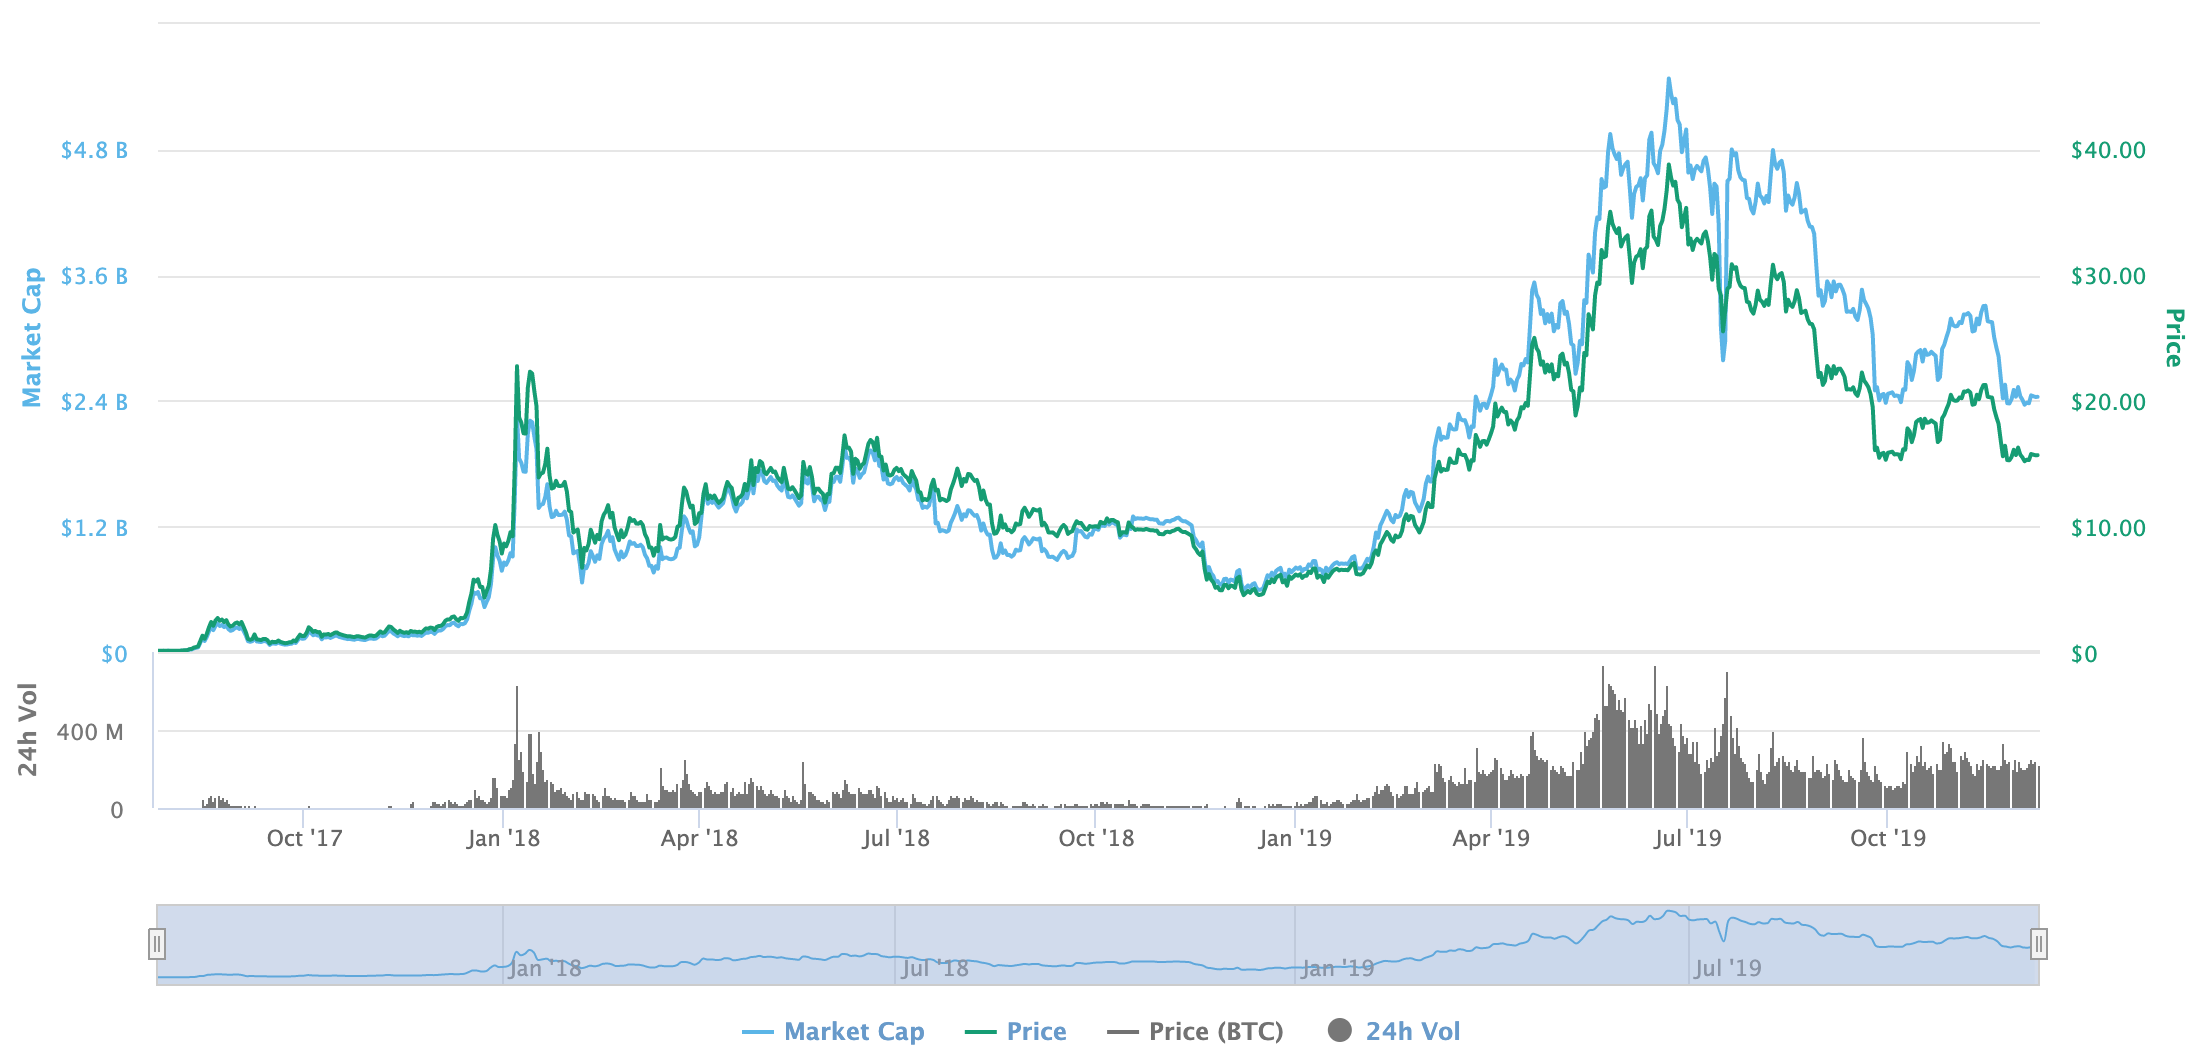 $4.8 B
$40.00
$3.6 B
$30.00
Market Cap
Price
$2.4 B
$20.00
$1.2 B
$10.00
$0
$0
24h Vol
400 M
0
Oct '17
Jan '18
Apr '18
Jul '18
Oct '18
Jan '19
Apr '19
Jul '19
Oct '19
Jan '18
Jul '18
Jan '19
Jul '19
Market Cap
Price
Price (BTC)
24h Vol